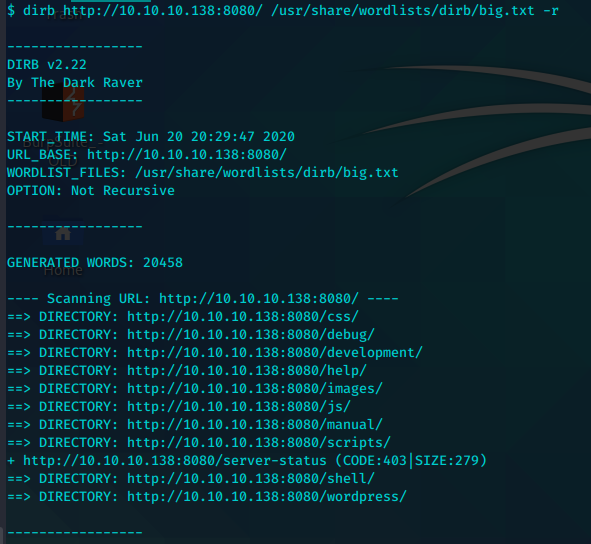 $ dirb http://10.10.10.138:8080/ /usr/share/wordlists/dirb/big.txt -r
-----------------
DIRB v2.22
By The Dark Raver
-----------------
START_TIME: Sat Jun 20 20:29:47 2020
URL_BASE: http://10.10.10.138:8080/
WORDLIST_FILES: /usr/share/wordlists/dirb/big.txt
OPTION: Not Recursive
-----------------
GENERATED WORDS: 20458
Home
---- Scanning URL: http://10.10.10.138:8080/ ----
==> DIRECTORY: http://10.10.10.138:8080/css/
==> DIRECTORY: http://10.10.10.138:8080/debug/
==> DIRECTORY: http://10.10.10.138:8080/development/
==> DIRECTORY: http://10.10.10.138:8080/help/
==> DIRECTORY: http://10.10.10.138:8080/images/
==> DIRECTORY: http://10.10.10.138:8080/js/
==> DIRECTORY: http://10.10.10.138:8080/manual/
==> DIRECTORY: http://10.10.10.138:8080/scripts/
+ http://10.10.10.138:8080/server-status (CODE:403|SIZE:279)
==> DIRECTORY: http://10.10.10.138:8080/shell/
==> DIRECTORY: http://10.10.10.138:8080/wordpress/
-----------------